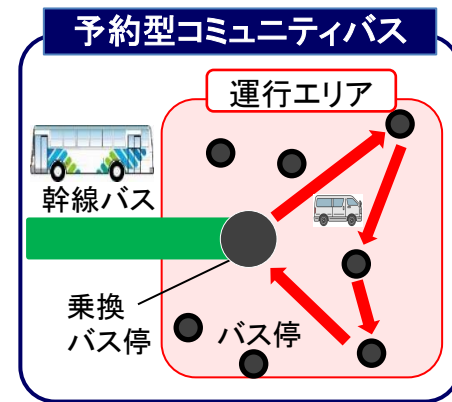 予約型コミュニティバス
運行エリア
幹線バス
乗換
バス停
バス停